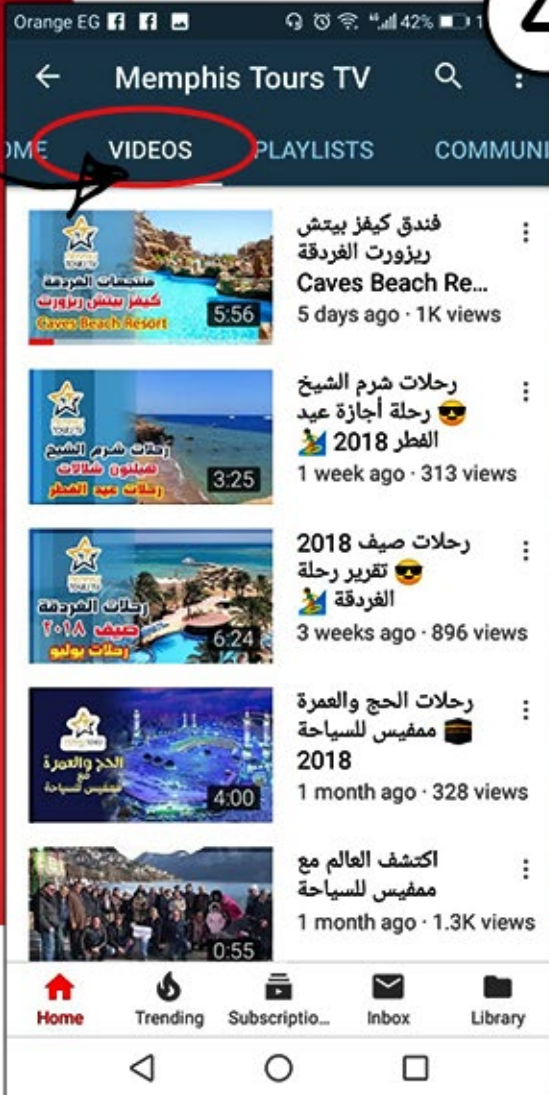 Orange EG 42%
Memphis Tours TV
OME VIDEOS PLAYLISTS COMMUNI
منتجعات الغردقة
كيفز بيتش ريزورت
Caves Beach Resort
5:56
فندق كيفز بيتش
ريزورت الغردقة
Caves Beach Re...
5 days ago · 1K views
رحلات شرم الشيخ
هيلتون شلالات
رحلات عيد الفطر
3:25
رحلات شرم الشيخ
😎 رحلة أجازة عيد
الفطر 2018 🏄
1 week ago · 313 views
رحلات الغردقة
صيف ٢٠١٨
رحلات يوليو
6:24
رحلات صيف 2018
😎 تقرير رحلة
الغردقة 🏄
3 weeks ago · 896 views
الحج والعمرة
مع
ممفيس للسياحة
4:00
رحلات الحج والعمرة
🕋 ممفيس للسياحة
2018
1 month ago · 328 views
0:55
اكتشف العالم مع
ممفيس للسياحة
1 month ago · 1.3K views
Home Trending Subscriptio... Inbox Library